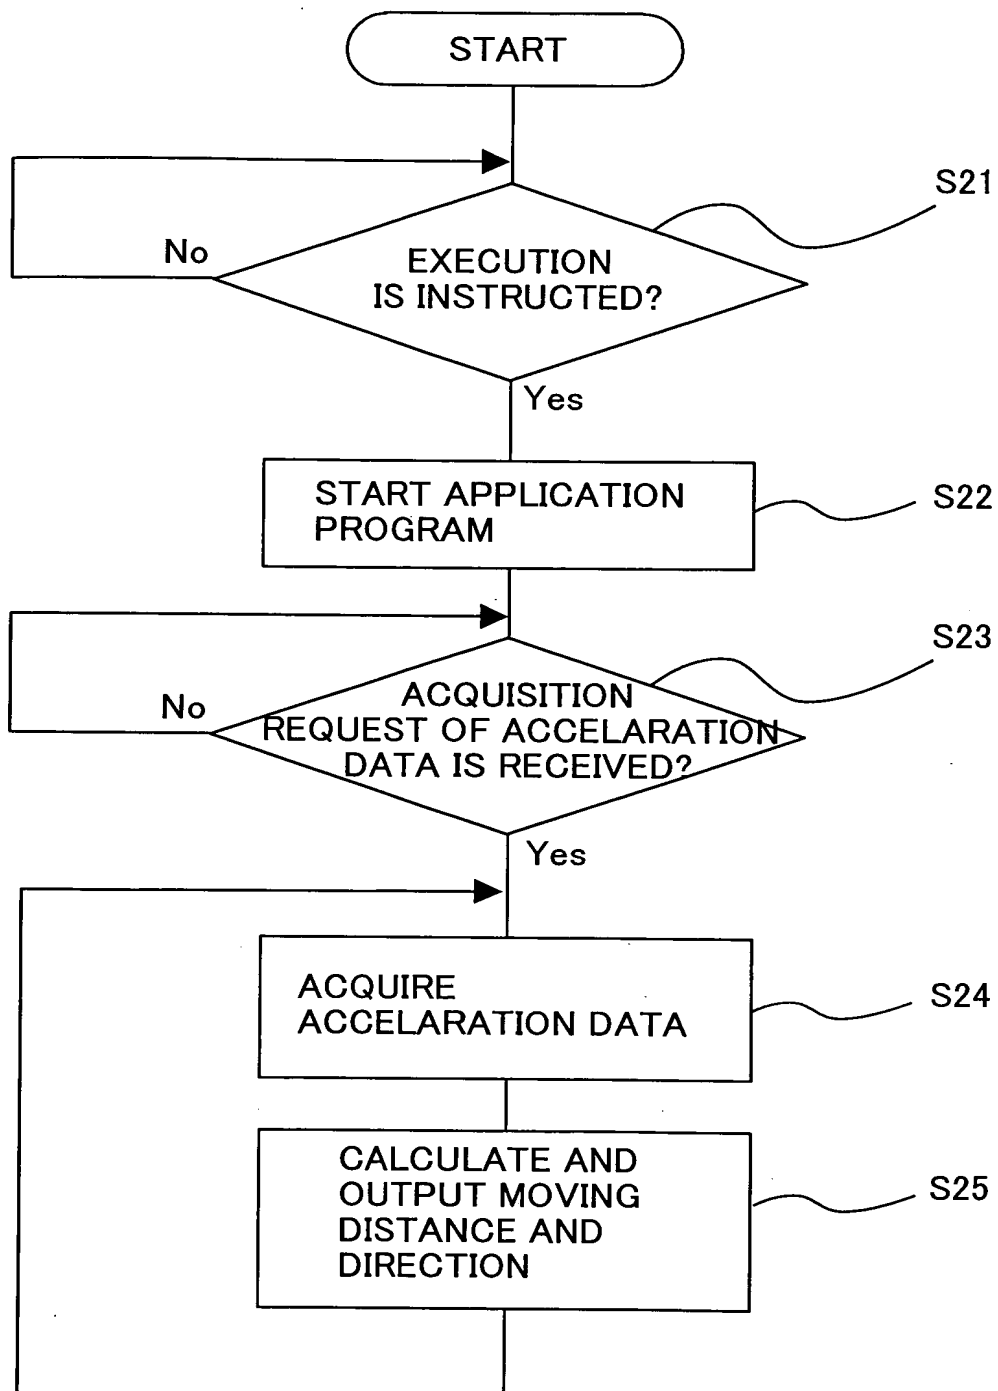 START
S21
No
EXECUTION
IS INSTRUCTED?
Yes
START APPLICATION
PROGRAM
S22
S23
No
ACQUISITION
REQUEST OF ACCELARATION
DATA IS RECEIVED?
Yes
ACQUIRE
ACCELARATION DATA
S24
CALCULATE AND
OUTPUT MOVING
DISTANCE AND
DIRECTION
S25